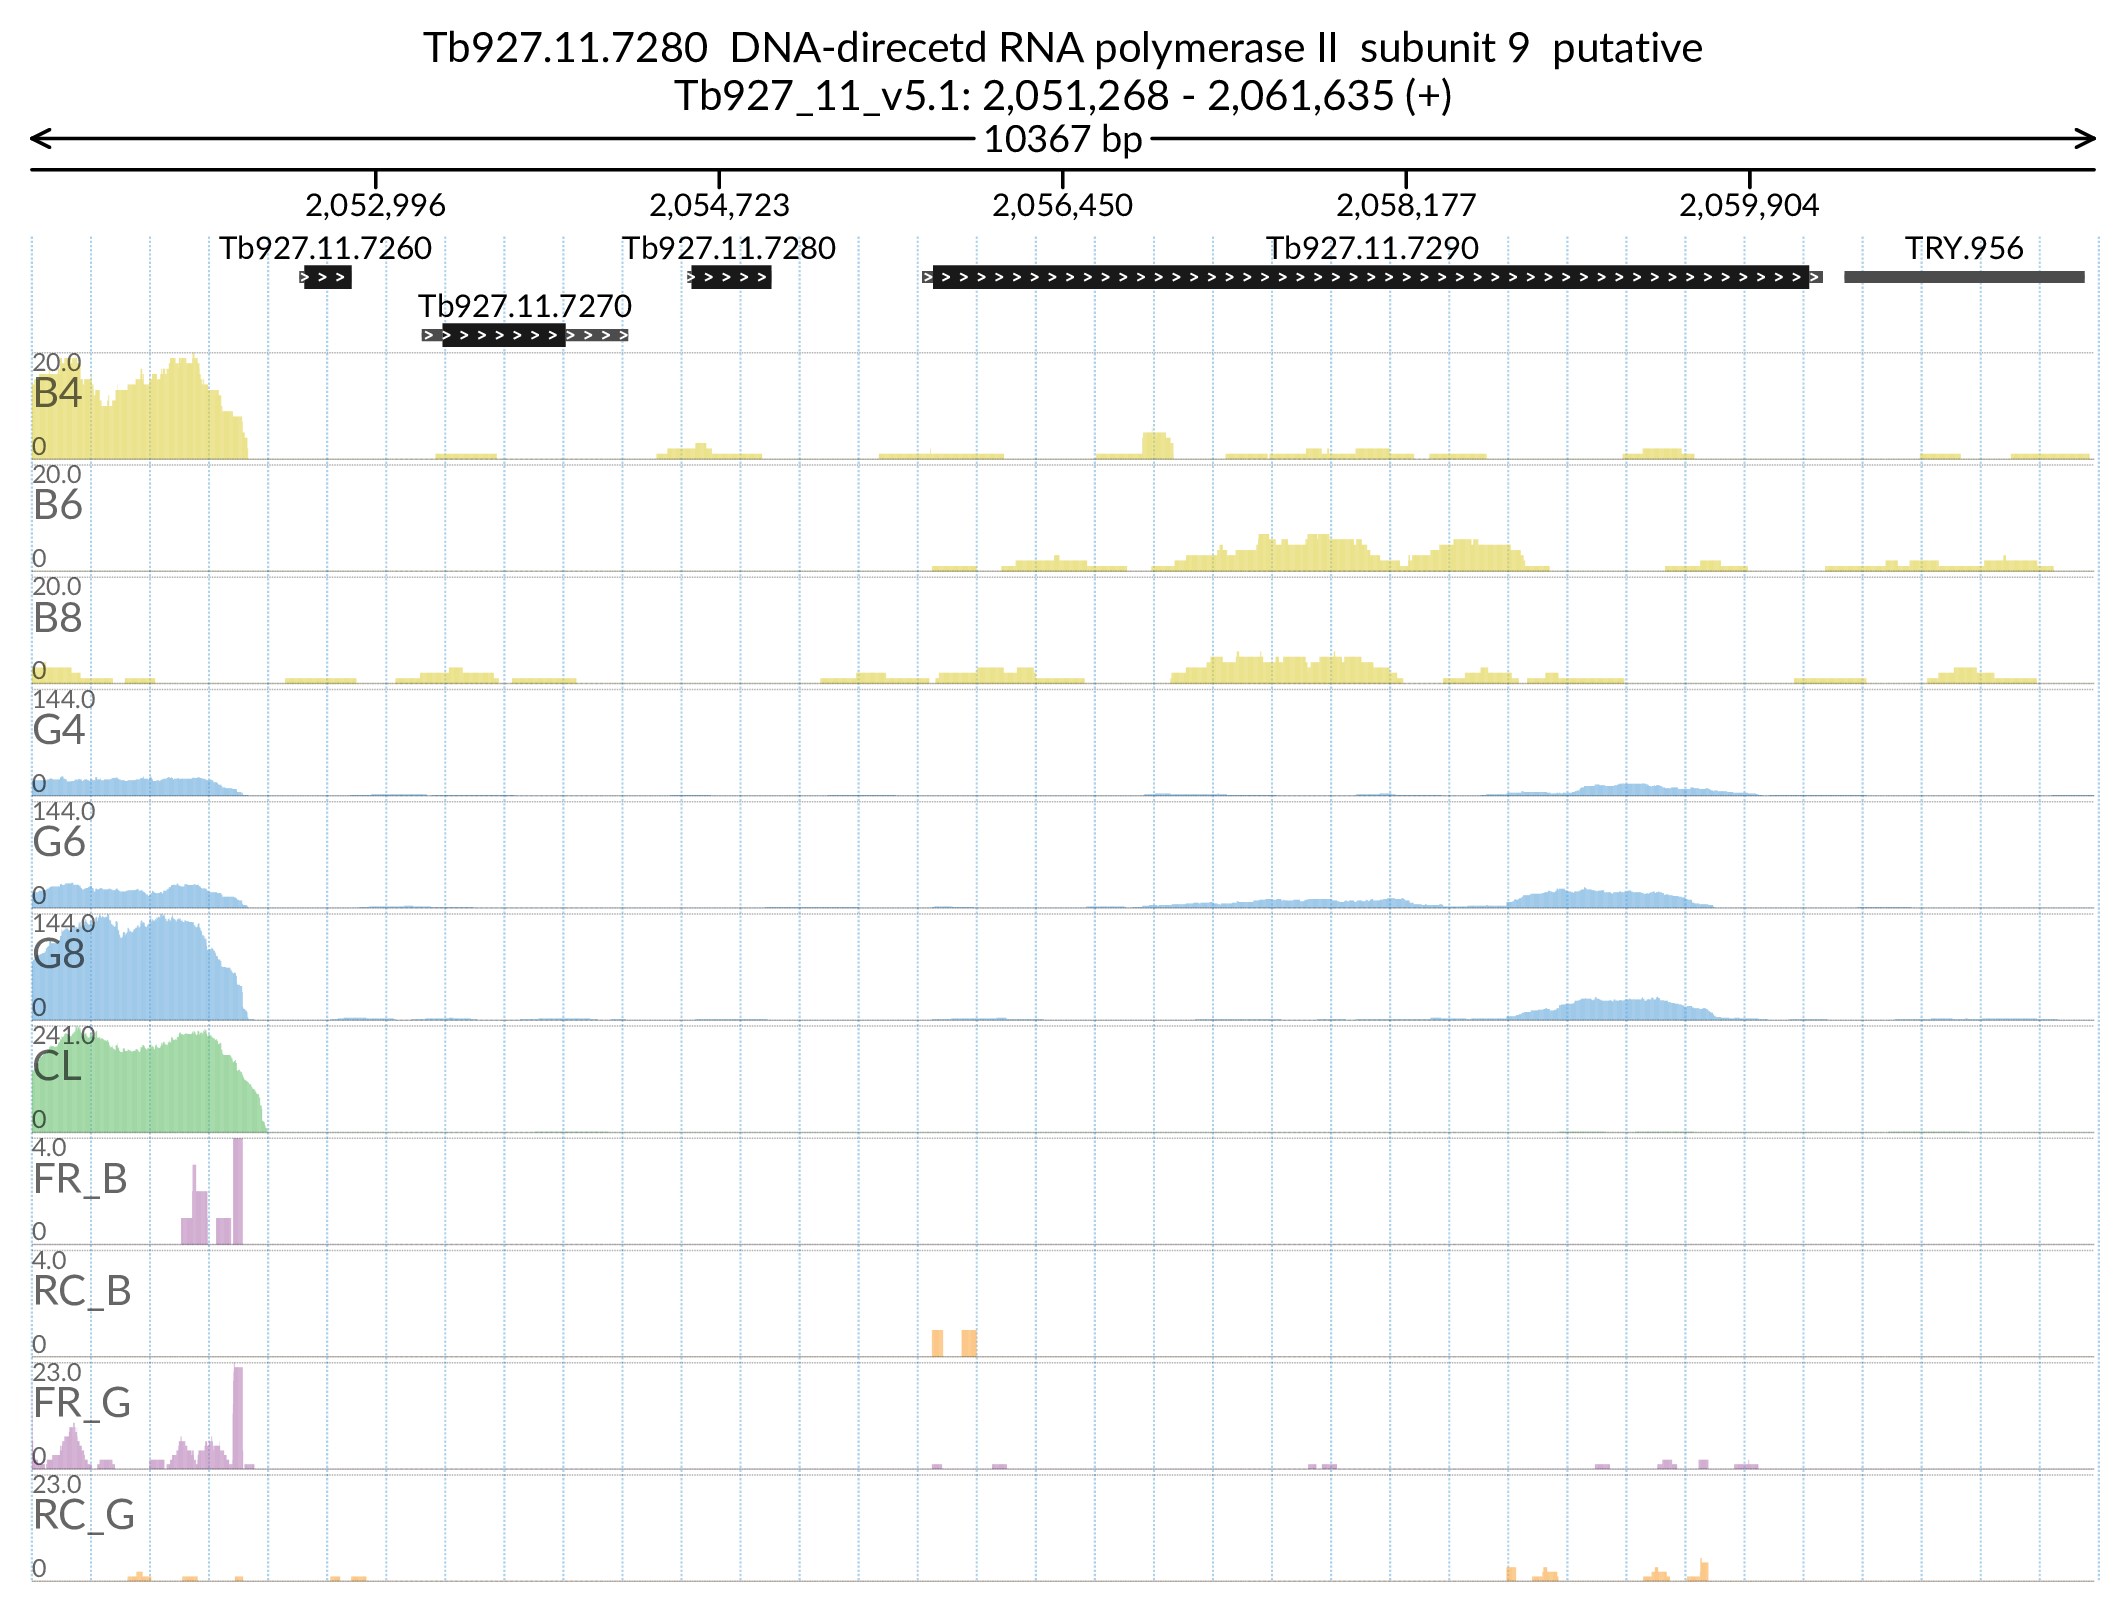 Tb927.11.7280 DNA-direcetd RNA polymerase II subunit 9 putative
Tb927_11_v5.1: 2,051,268 - 2,061,635 (+)
10367 bp
2,052,996 2,054,723 2,056,450 2,058,177 2,059,904
Tb927.11.7260 Tb927.11.7280 Tb927.11.7290 TRY.956
Tb927.11.7270
20.0
B4
0
20.0
B6
0
20.0
B8
0
144.0
G4
0
144.0
G6
0
144.0
G8
0
241.0
CL
0
4.0
FR_B
0
4.0
RC_B
0
23.0
FR_G
0
23.0
RC_G
0